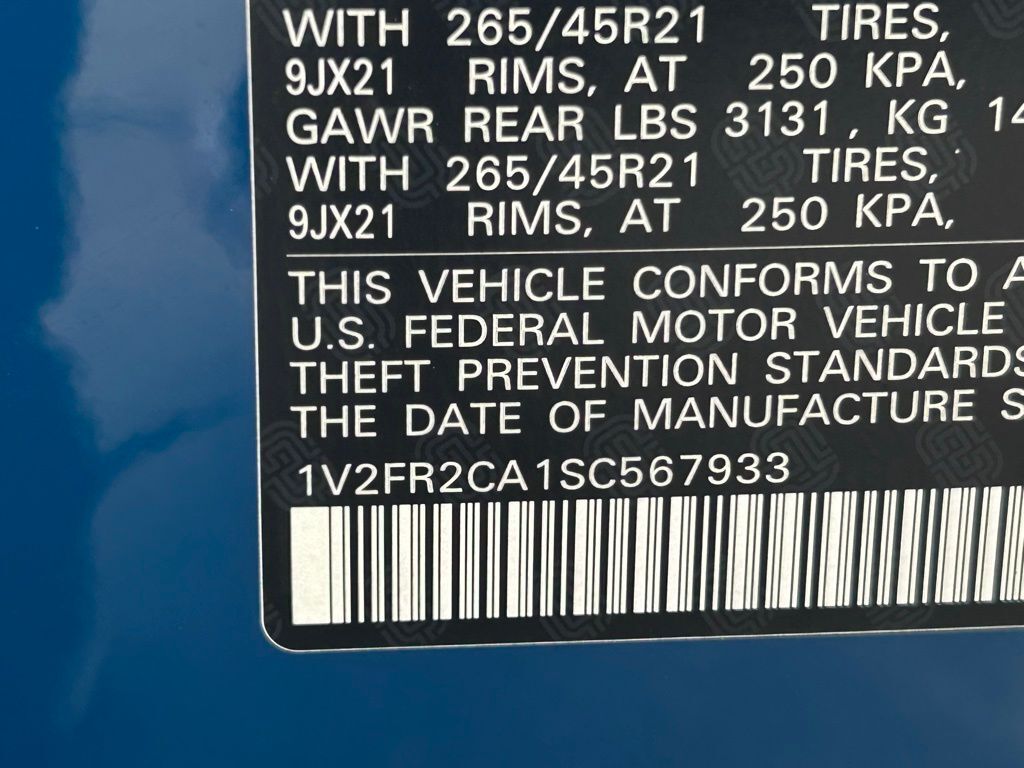 WITH 265/45R21 TIRES,
9JX21 RIMS, AT 250 KPA,
GAWR REAR LBS 3131, KG 14
WITH 265/45R21 TIRES,
9JX21 RIMS, AT 250 KPA,
THIS VEHICLE CONFORMS TO A
U.S. FEDERAL MOTOR VEHICLE
THEFT PREVENTION STANDARDS
THE DATE OF MANUFACTURE S
1V2FR2CA1SC567933